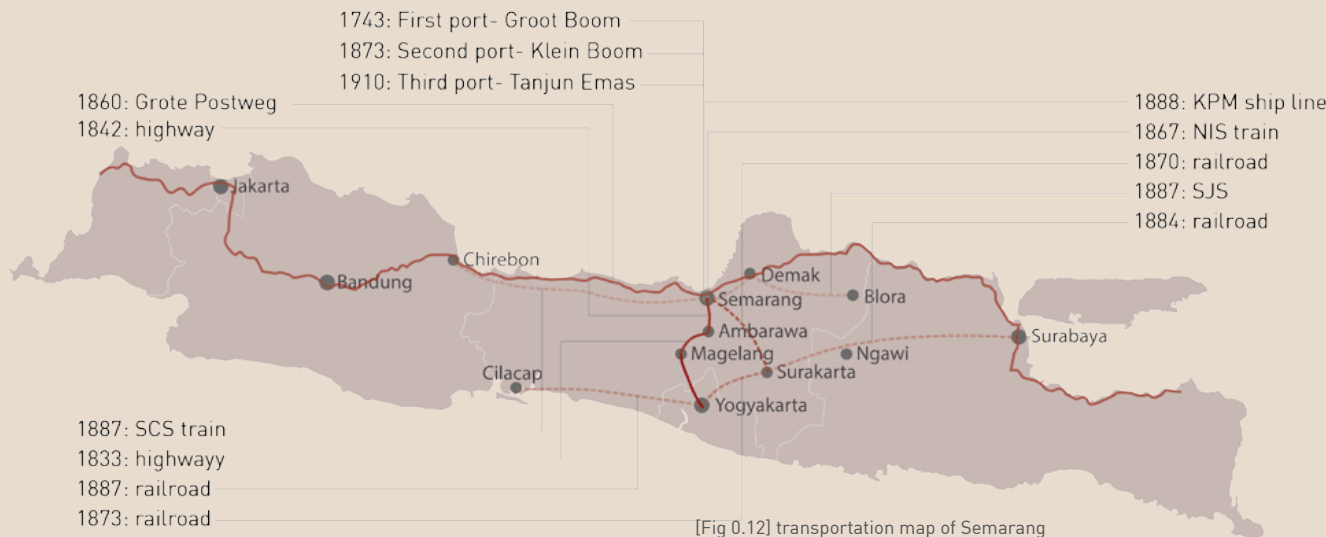 1743: First port- Groot Boom
1873: Second port- Klein Boom
1910: Third port- Tanjun Emas
1860: Grote Postweg
1842: highway
1888: KPM ship line
1867: NIS train
1870: railroad
1887: SJS
1884: railroad
Jakarta
Bandung
Chirebon
Demak
Semarang
Blora
Ambarawa
Surabaya
Magelang
Ngawi
Cilacap
Surakarta
Yogyakarta
1887: SCS train
1833: highwayy
1887: railroad
1873: railroad
[Fig 0.12] transportation map of Semarang